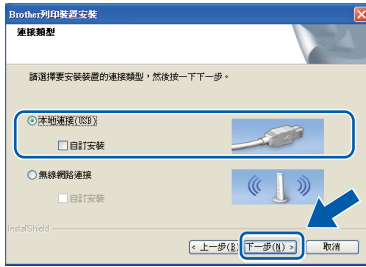 Brother列印裝置安裝
連接類型
請選擇要安裝裝置的連接類型，然後按一下下一步。
本地連接(USB)
自訂安裝
無線網路連接
自訂安裝
InstallShield
< 上一步(B) 下一步(N) > 取消